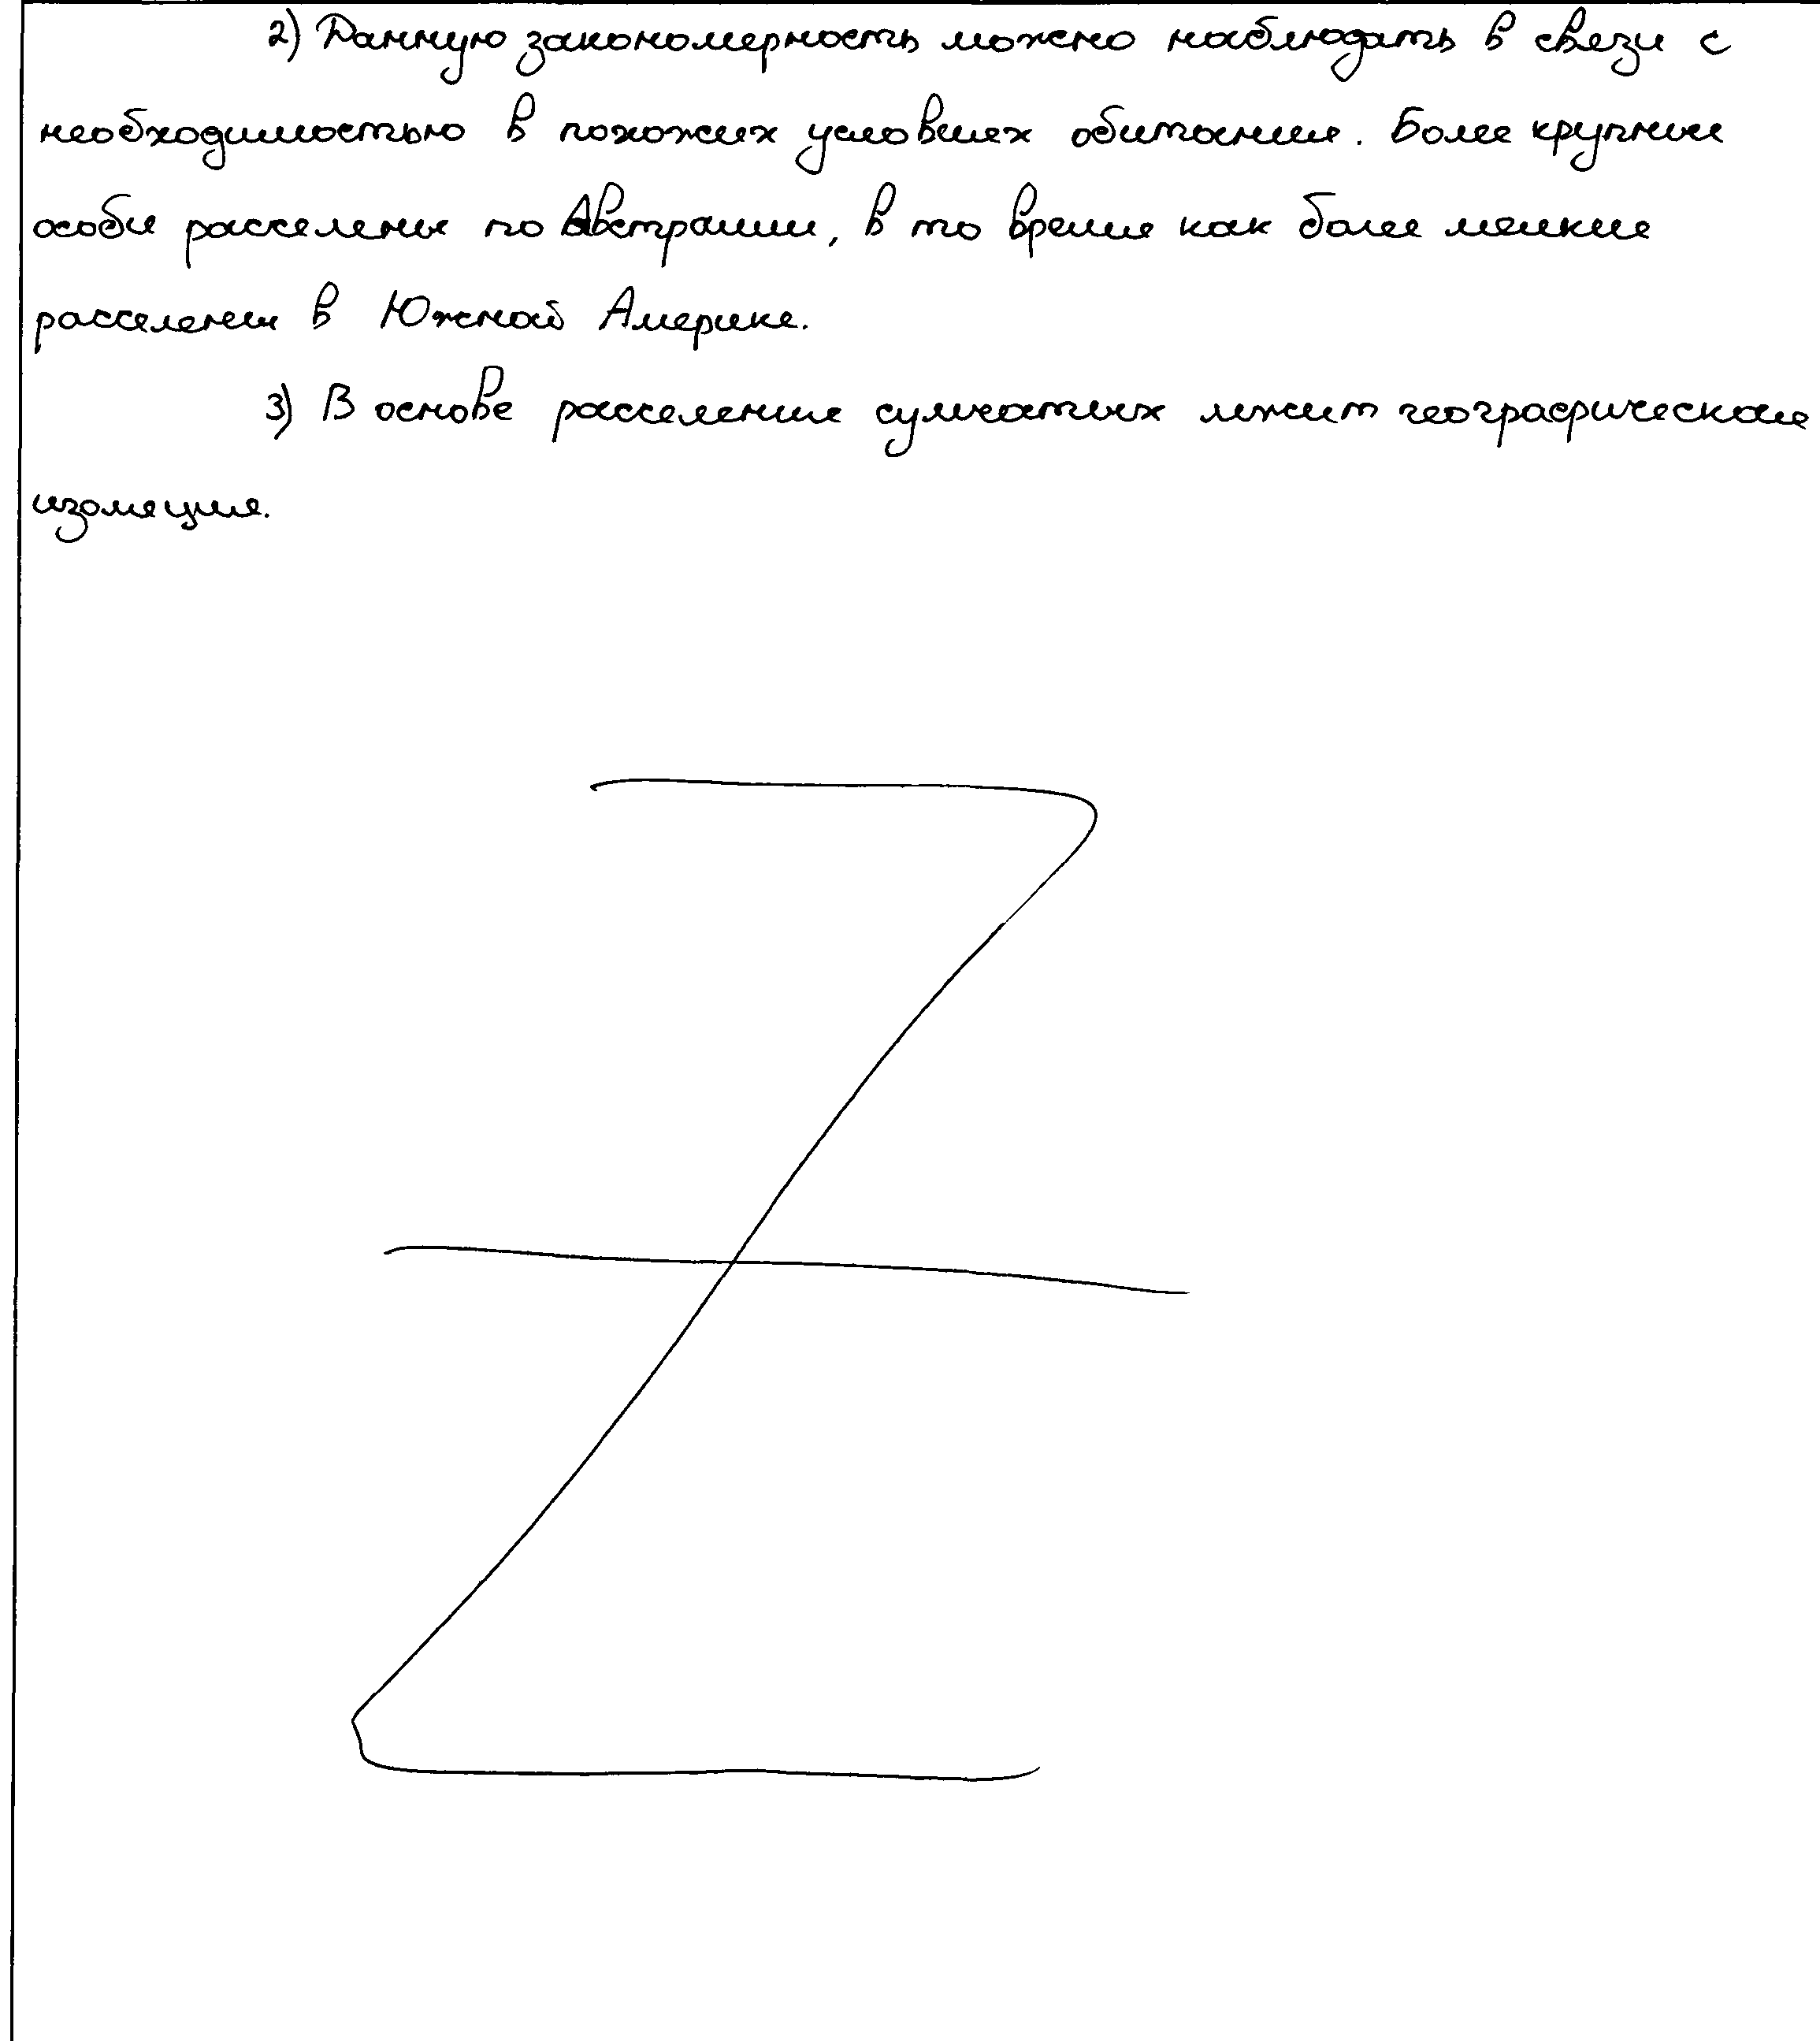 2) Данную закономерность можно наблюдать в связи с
необходимостью в похожих условиях обитания. Более крупные
особи расселены по Австралии, в то время как более мелкие
расселены в Южной Америке.
3) В основе расселения сумчатых лежит географическая
изоляция.